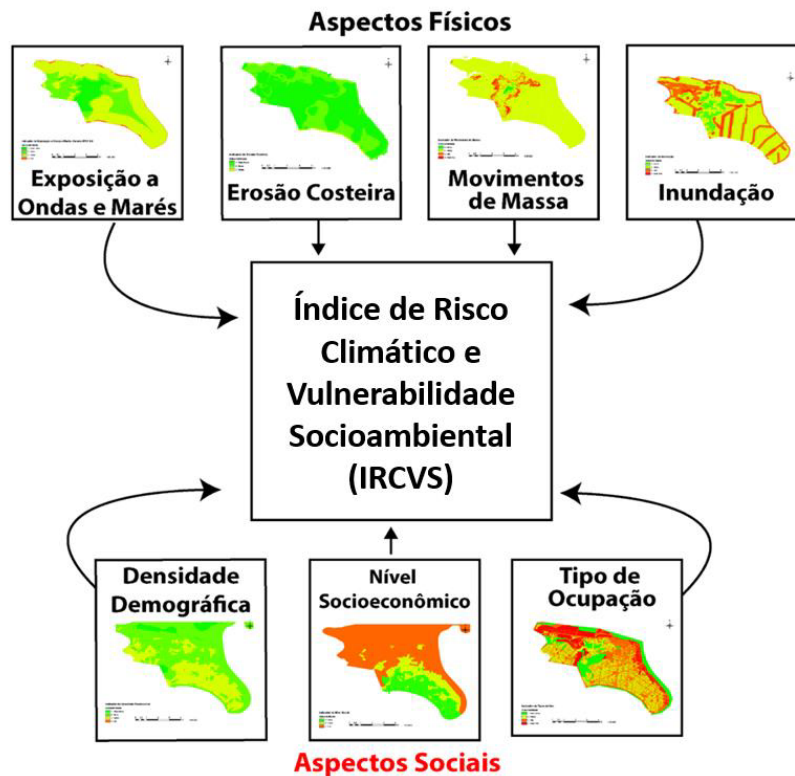 Aspectos Físicos
Exposição a
Ondas e Marés
Erosão Costeira
Movimentos
de Massa
Inundação
Índice de Risco
Climático e
Vulnerabilidade
Socioambiental
(IRCVS)
Densidade
Demográfica
Nível
Socioeconômico
Tipo de
Ocupação
Aspectos Sociais